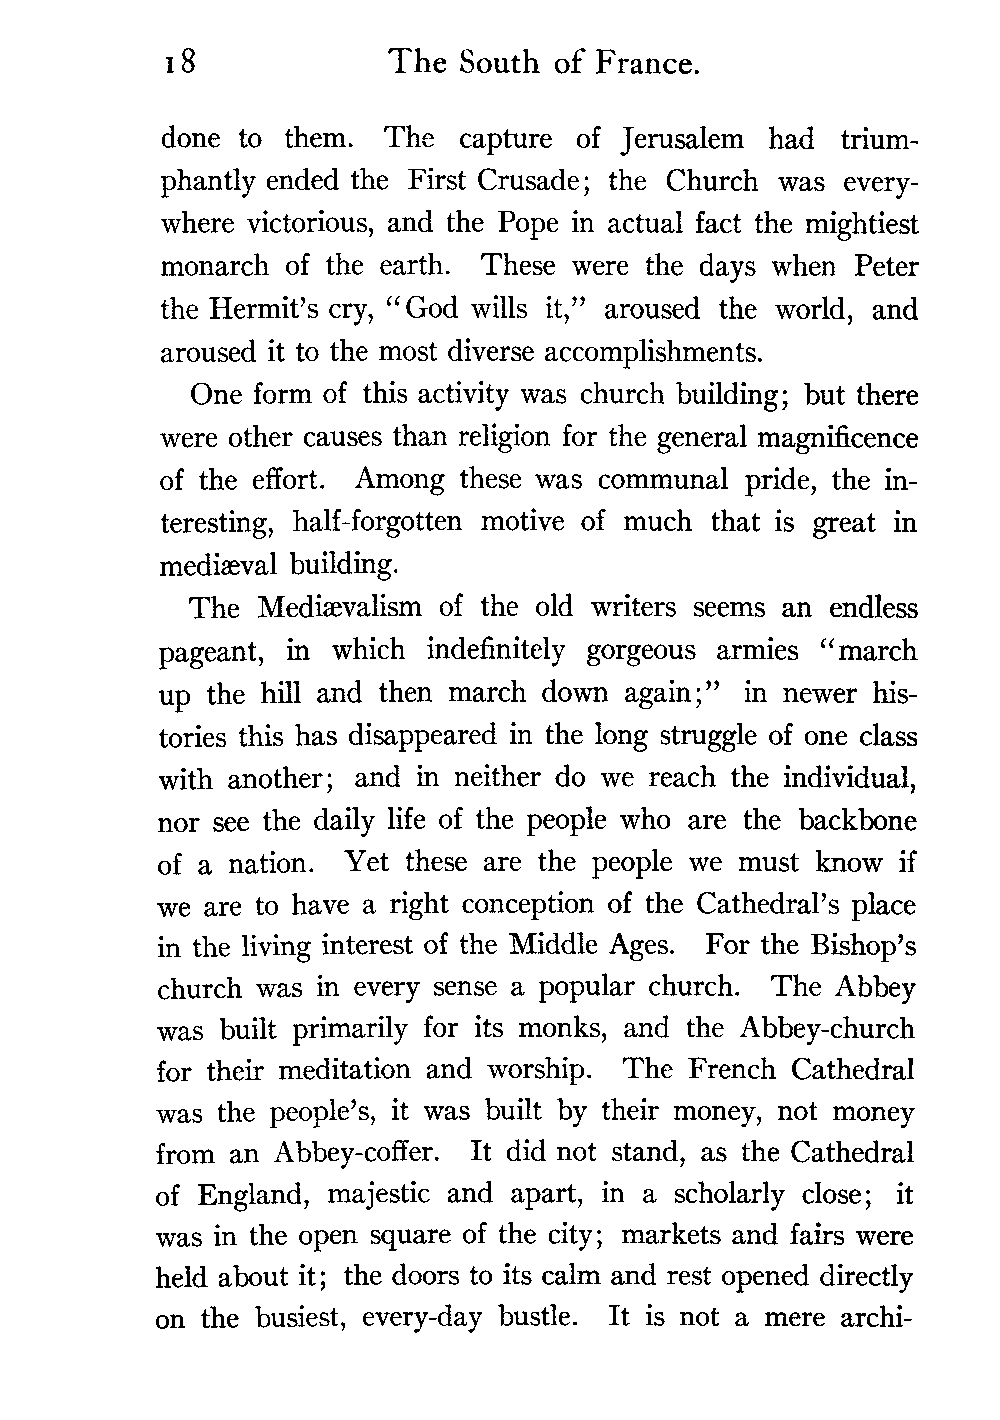 18 The South of France.
done to them. The capture of Jerusalem had trium-
phantly ended the First Crusade; the Church was every-
where victorious, and the Pope in actual fact the mightiest
monarch of the earth. These were the days when Peter
the Hermit's cry, "God wills it," aroused the world, and
aroused it to the most diverse accomplishments.
One form of this activity was church building; but there
were other causes than religion for the general magnificence
of the effort. Among these was communal pride, the in-
teresting, half-forgotten motive of much that is great in
mediæval building.
The Mediævalism of the old writers seems an endless
pageant, in which indefinitely gorgeous armies "march
up the hill and then march down again;" in newer his-
tories this has disappeared in the long struggle of one class
with another; and in neither do we reach the individual,
nor see the daily life of the people who are the backbone
of a nation. Yet these are the people we must know if
we are to have a right conception of the Cathedral's place
in the living interest of the Middle Ages. For the Bishop's
church was in every sense a popular church. The Abbey
was built primarily for its monks, and the Abbey-church
for their meditation and worship. The French Cathedral
was the people's, it was built by their money, not money
from an Abbey-coffer. It did not stand, as the Cathedral
of England, majestic and apart, in a scholarly close; it
was in the open square of the city; markets and fairs were
held about it; the doors to its calm and rest opened directly
on the busiest, every-day bustle. It is not a mere archi-